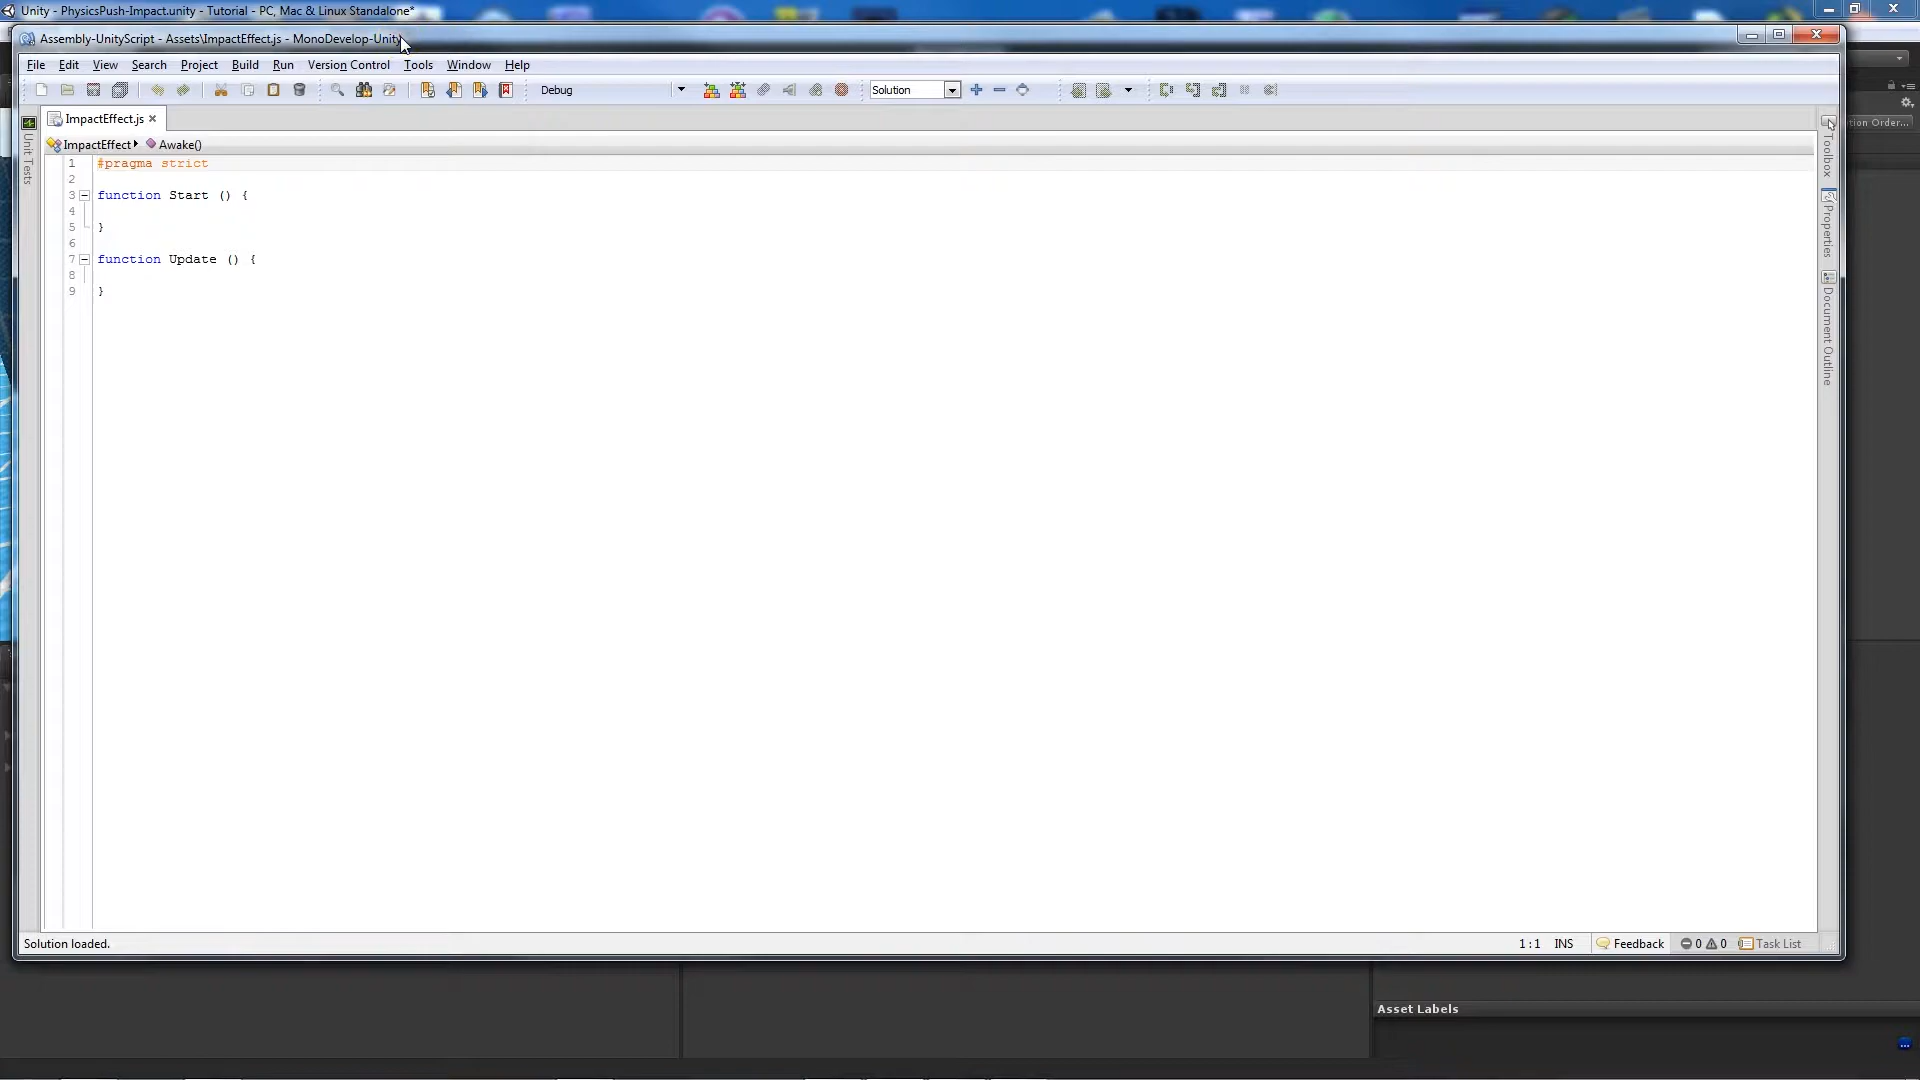 Unity - PhysicsPush-Impact.unity - Tutorial - PC, Mac & Linux Standalone*
Assembly-UnityScript - Assets\ImpactEffect.js - MonoDevelop-Unity
File Edit View Search Project Build Run Version Control Tools Window Help
Debug Solution
ImpactEffect.js
tion Order...
ImpactEffect Awake()
1 #pragma strict
2
3 function Start () {
4
5 }
6
7 function Update () {
8
9 }
Unit Tests
Toolbox
Properties
Document Outline
Solution loaded. 1 : 1 INS Feedback 0 0 Task List
Asset Labels